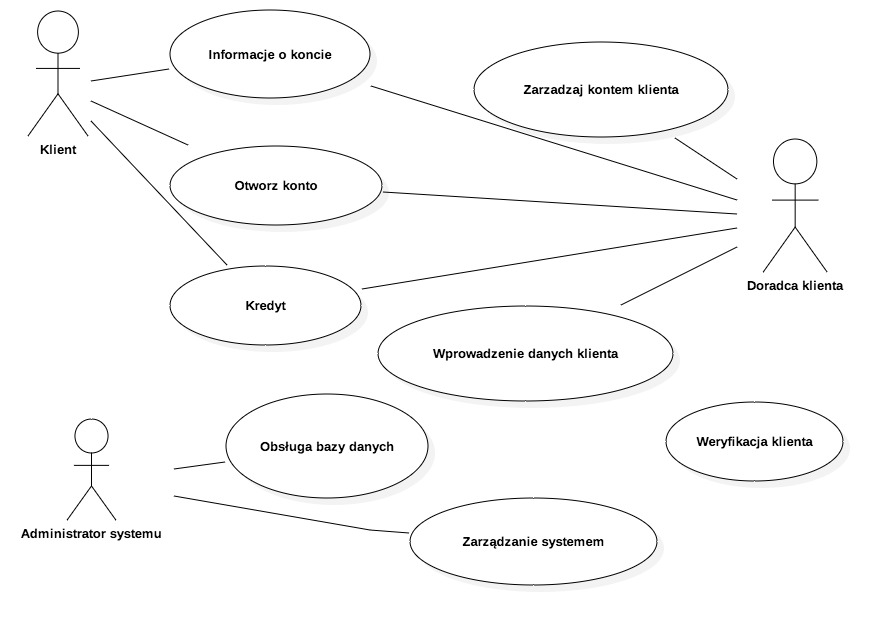 Informacje o koncie
Zarzadzaj kontem klienta
Klient
Otworz konto
Doradca klienta
Kredyt
Wprowadzenie danych klienta
Obsługa bazy danych
Weryfikacja klienta
Administrator systemu
Zarządzanie systemem